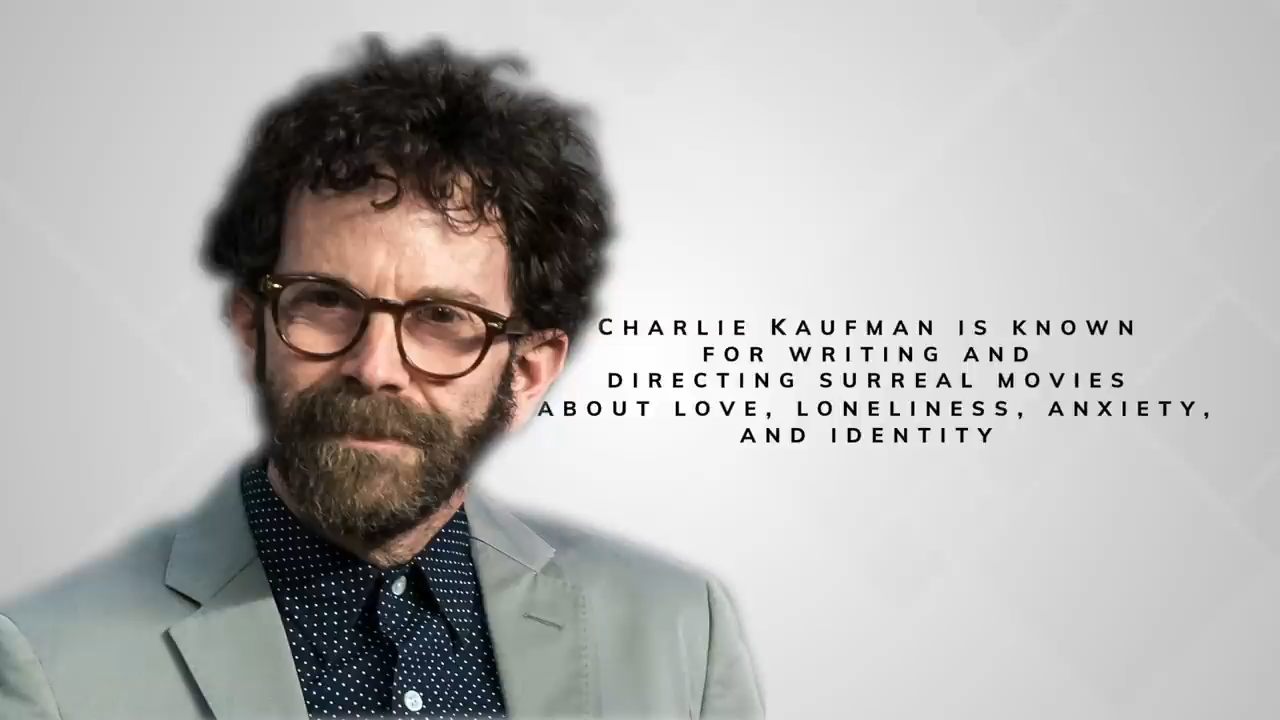 Charlie Kaufman is known
for writing and
directing surreal movies
about love, loneliness, anxiety,
and identity